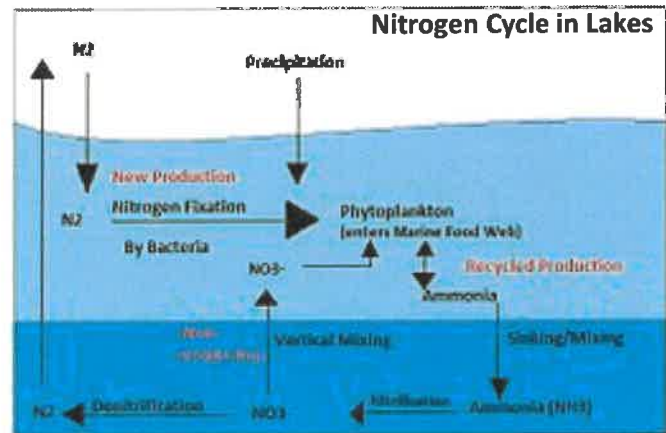 Nitrogen Cycle in Lakes
N2
Precipitation
New Production
N2
Nitrogen Fixation
Phytoplankton
(enters Marine Food Web)
By Bacteria
NO3-
Recycled Production
Ammonia
Vertical Mixing
Sinking/Mixing
N2
Denitrification
NO3
Nitrification
Ammonia (NH3)